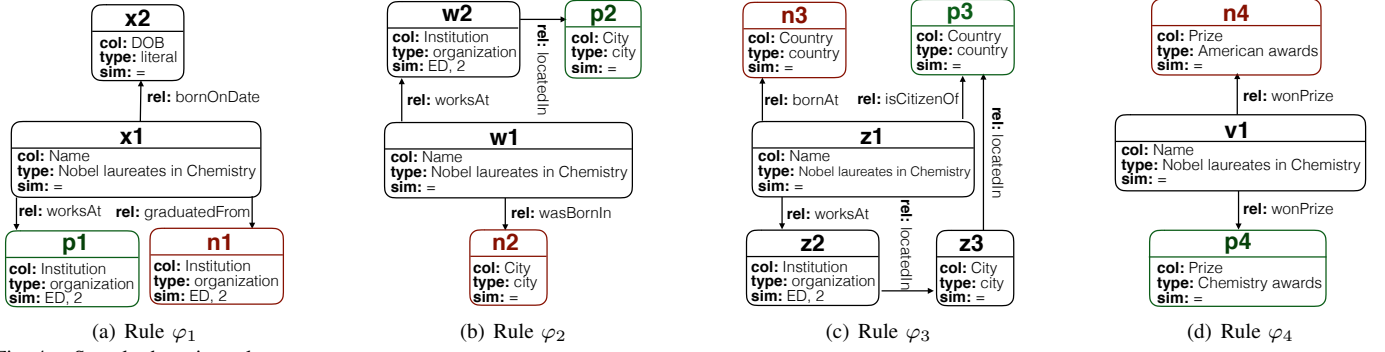 x2
col: DOB
type: literal
sim: =
rel: bornOnDate
x1
col: Name
type: Nobel laureates in Chemistry
sim: =
rel: worksAt
rel: graduatedFrom
p1
col: Institution
type: organization
sim: ED, 2
n1
col: Institution
type: organization
sim: ED, 2
(a) Rule φ1
w2
col: Institution
type: organization
sim: ED, 2
rel: locatedIn
p2
col: City
type: city
sim: =
rel: worksAt
w1
col: Name
type: Nobel laureates in Chemistry
sim: =
rel: wasBornIn
n2
col: City
type: city
sim: =
(b) Rule φ2
n3
col: Country
type: country
sim: =
p3
col: Country
type: country
sim: =
rel: bornAt
rel: isCitizenOf
rel: locatedIn
z1
col: Name
type: Nobel laureates in Chemistry
sim: =
rel: worksAt
rel: locatedIn
z2
col: Institution
type: organization
sim: ED, 2
z3
col: City
type: city
sim: =
(c) Rule φ3
n4
col: Prize
type: American awards
sim: =
rel: wonPrize
v1
col: Name
type: Nobel laureates in Chemistry
sim: =
rel: wonPrize
p4
col: Prize
type: Chemistry awards
sim: =
(d) Rule φ4